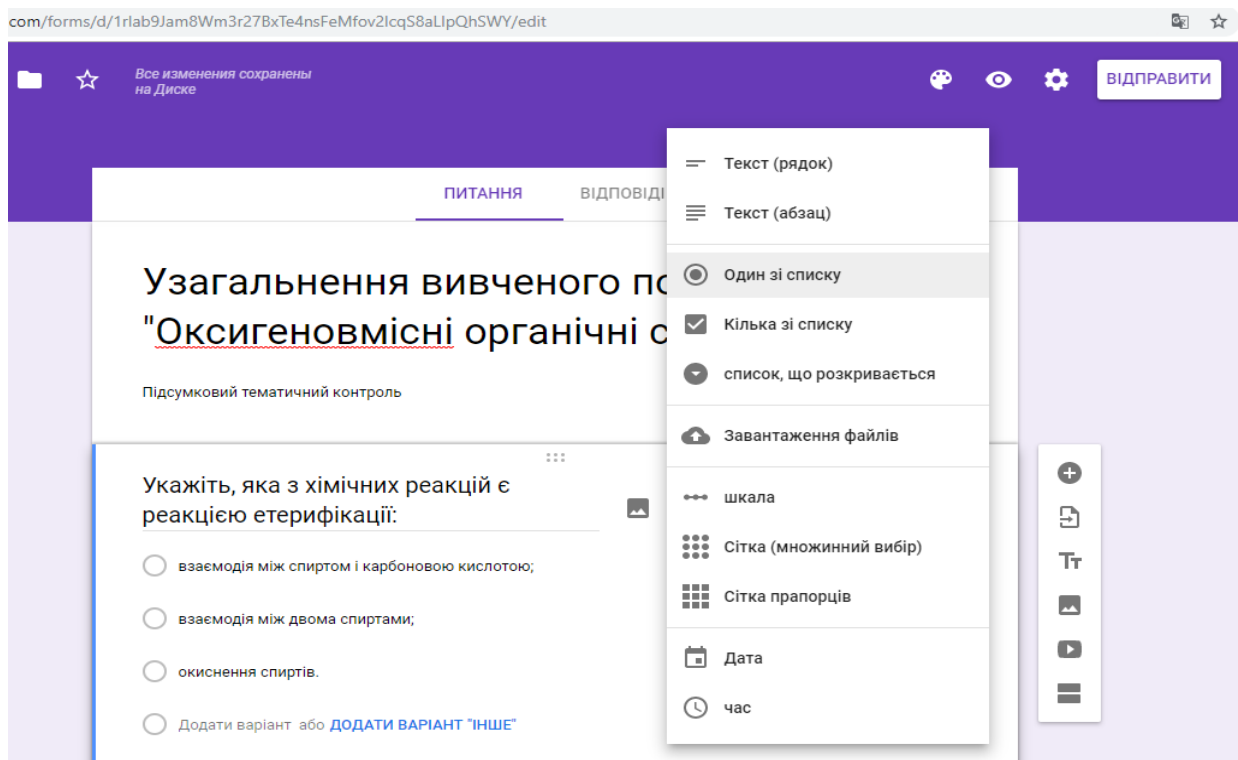 com/forms/d/1rlab9Jam8Wm3r27BxTe4nsFeMfov2lcqS8aLIpQhSWY/edit
Все изменения сохранены
на Диске
ВІДПРАВИТИ
ПИТАННЯ
ВІДПОВІДІ
Узагальнення вивченого по
"Оксигеновмісні органічні с
Підсумковий тематичний контроль
Укажіть, яка з хімічних реакцій є
реакцією етерифікації:
взаємодія між спиртом і карбоновою кислотою;
взаємодія між двома спиртами;
окиснення спиртів.
Додати варіант або ДОДАТИ ВАРІАНТ "ІНШЕ"
Текст (рядок)
Текст (абзац)
Один зі списку
Кілька зі списку
список, що розкривається
Завантаження файлів
шкала
Сітка (множинний вибір)
Сітка прапорців
Дата
час
Тт